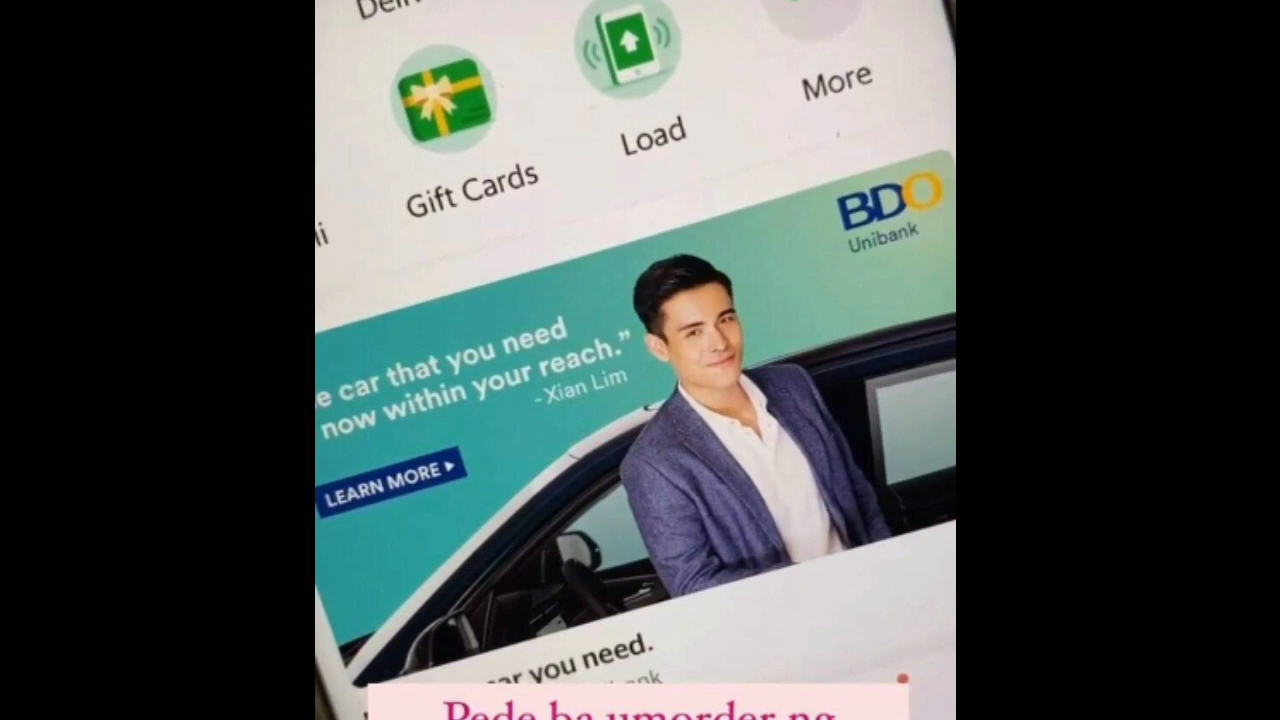 Gift Cards
Load
More
BDO
Unibank
car that you need
now within your reach."
-Xian Lim
LEARN MORE
you need.
Pede ba umorder ng